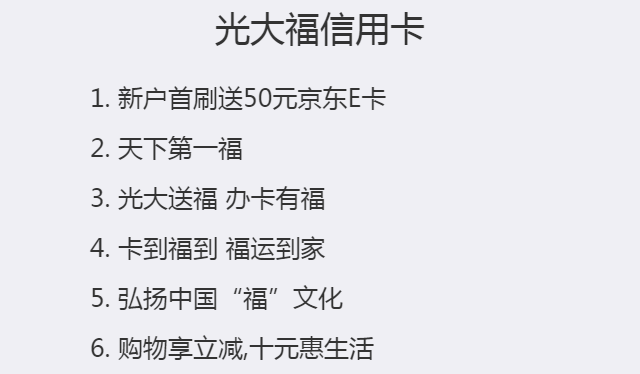 光大福信用卡
1. 新户首刷送50元京东E卡
2. 天下第一福
3. 光大送福 办卡有福
4. 卡到福到 福运到家
5. 弘扬中国“福”文化
6. 购物享立减,十元惠生活